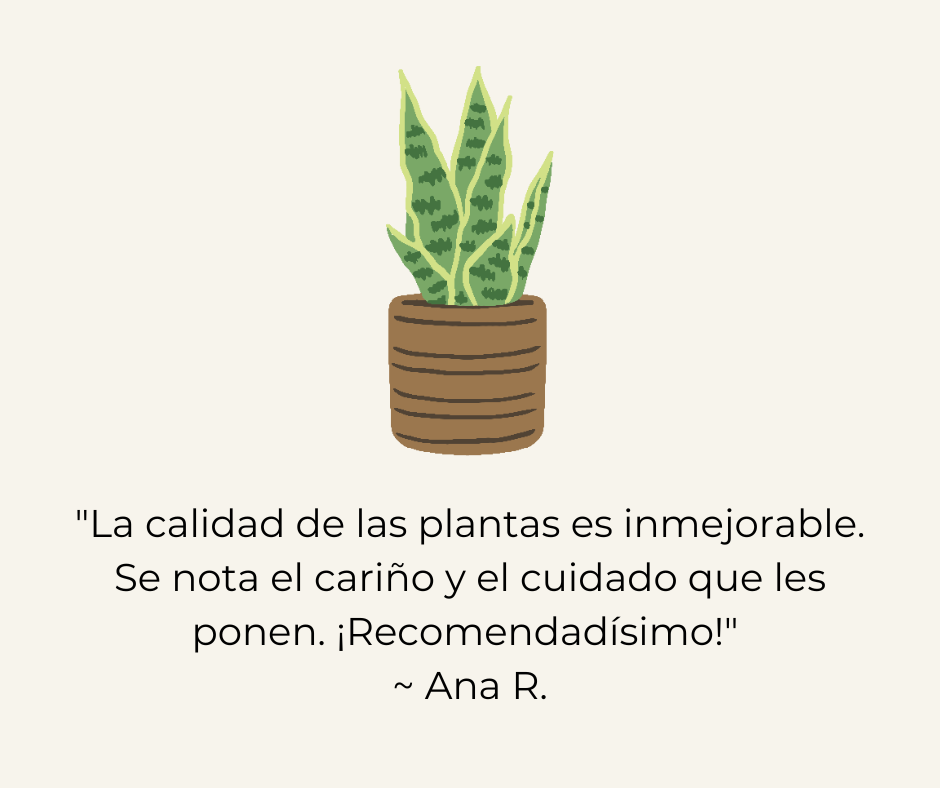 "La calidad de las plantas es inmejorable.
Se nota el cariño y el cuidado que les
ponen. ¡Recomendadísimo!"
~ Ana R.